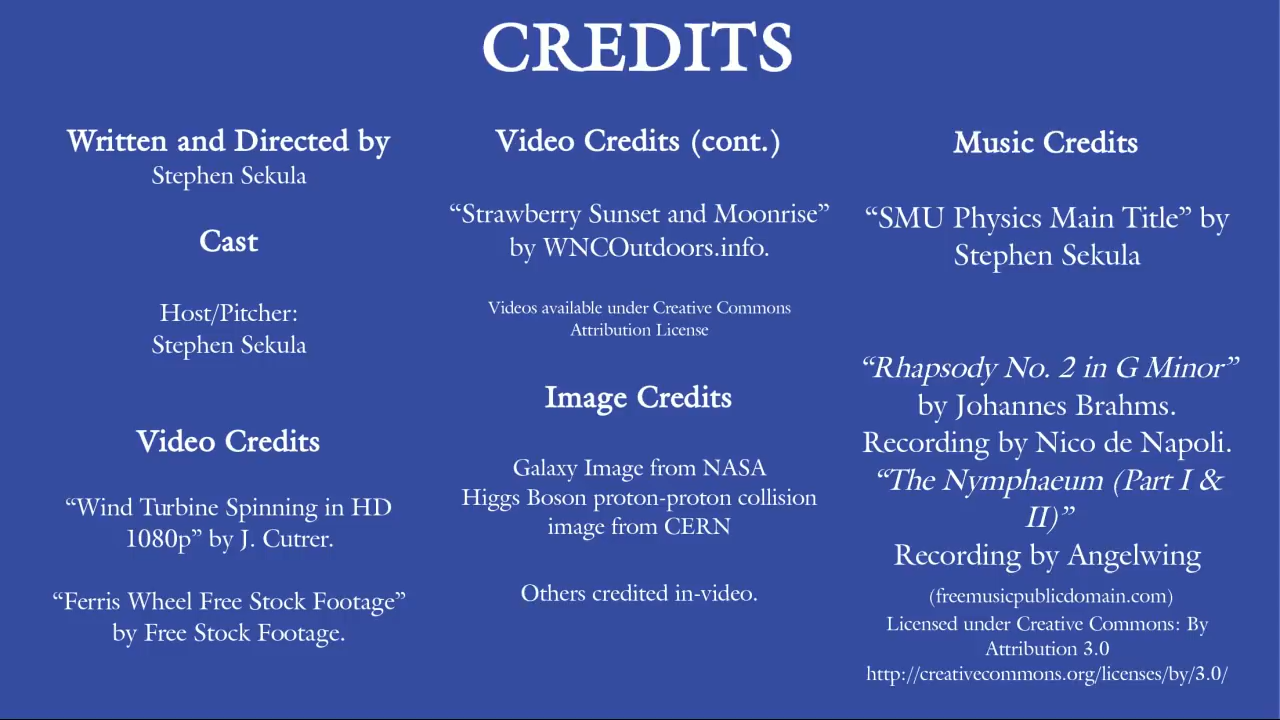 CREDITS
Written and Directed by
Stephen Sekula
Cast
Host/Pitcher:
Stephen Sekula
Video Credits
“Wind Turbine Spinning in HD
1080p” by J. Cutrer.
“Ferris Wheel Free Stock Footage”
by Free Stock Footage.
Video Credits (cont.)
“Strawberry Sunset and Moonrise”
by WNCOutdoors.info.
Videos available under Creative Commons
Attribution License
Image Credits
Galaxy Image from NASA
Higgs Boson proton-proton collision
image from CERN
Others credited in-video.
Music Credits
“SMU Physics Main Title” by
Stephen Sekula
“Rhapsody No. 2 in G Minor”
by Johannes Brahms.
Recording by Nico de Napoli.
“The Nymphaeum (Part I &
II)”
Recording by Angelwing
(freemusicpublicdomain.com)
Licensed under Creative Commons: By
Attribution 3.0
http://creativecommons.org/licenses/by/3.0/